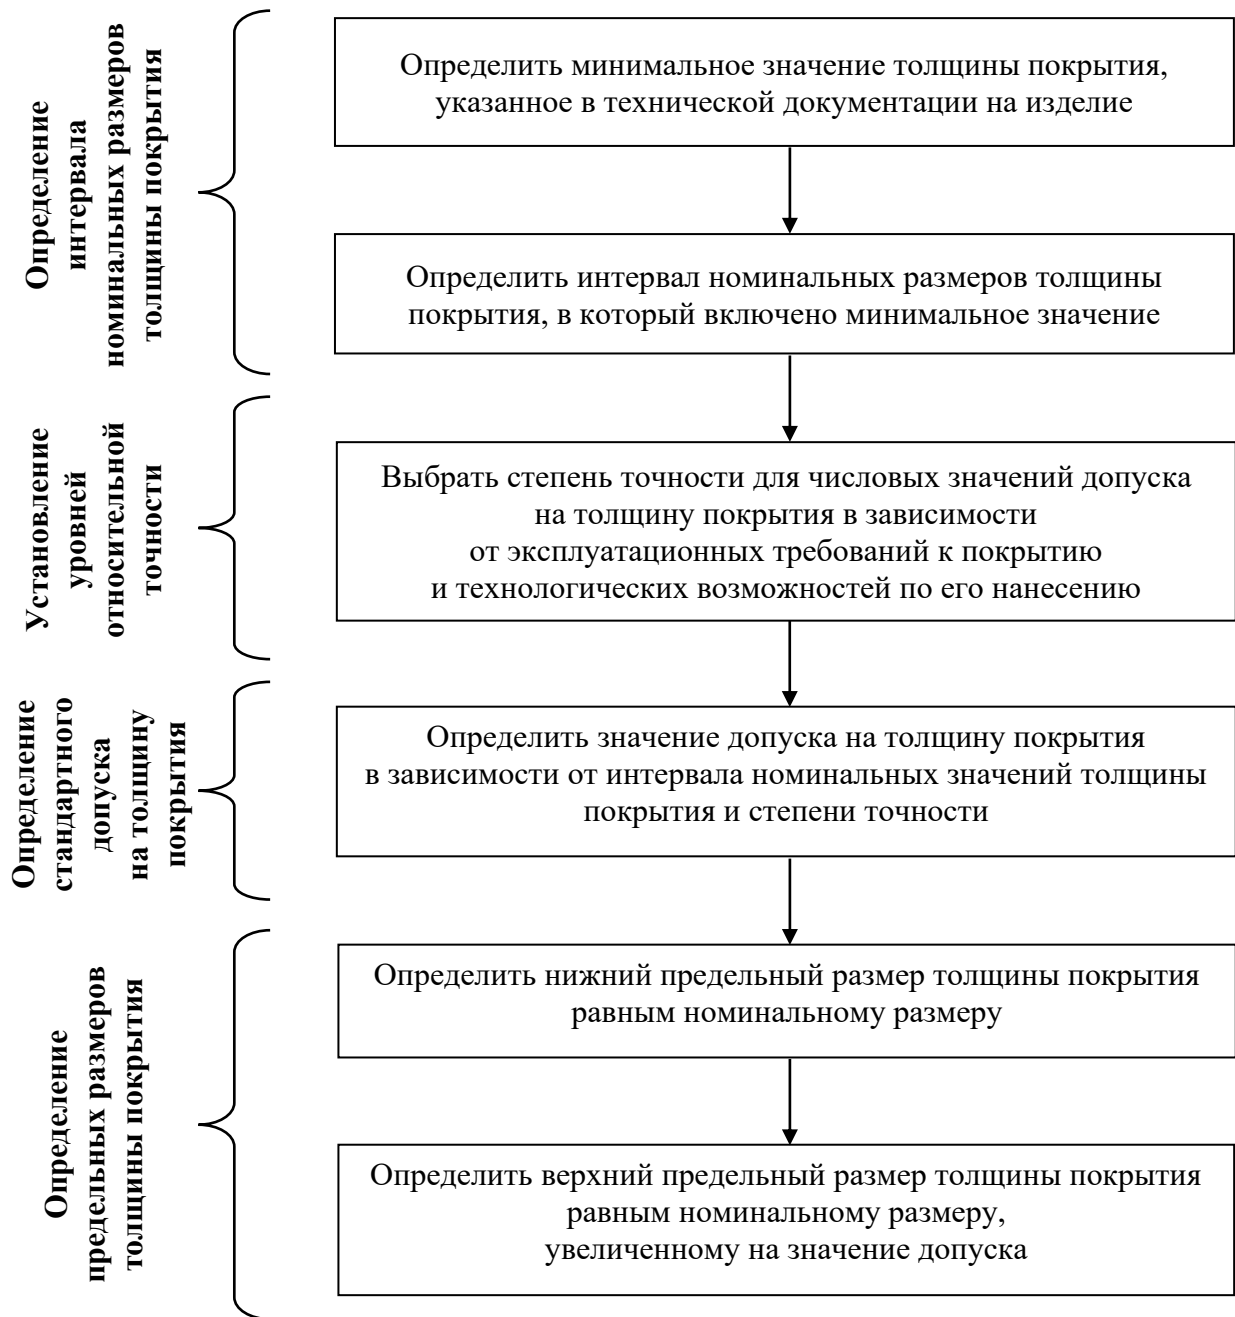 Определение
интервала
номинальных размеров
толщины покрытия
Определить минимальное значение толщины покрытия,
указанное в технической документации на изделие
Определить интервал номинальных размеров толщины
покрытия, в который включено минимальное значение
Установление
уровней
относительной
точности
Выбрать степень точности для числовых значений допуска
на толщину покрытия в зависимости
от эксплуатационных требований к покрытию
и технологических возможностей по его нанесению
Определение
стандартного
допуска
на толщину
покрытия
Определить значение допуска на толщину покрытия
в зависимости от интервала номинальных значений толщины
покрытия и степени точности
Определение
предельных размеров
толщины покрытия
Определить нижний предельный размер толщины покрытия
равным номинальному размеру
Определить верхний предельный размер толщины покрытия
равным номинальному размеру,
увеличенному на значение допуска